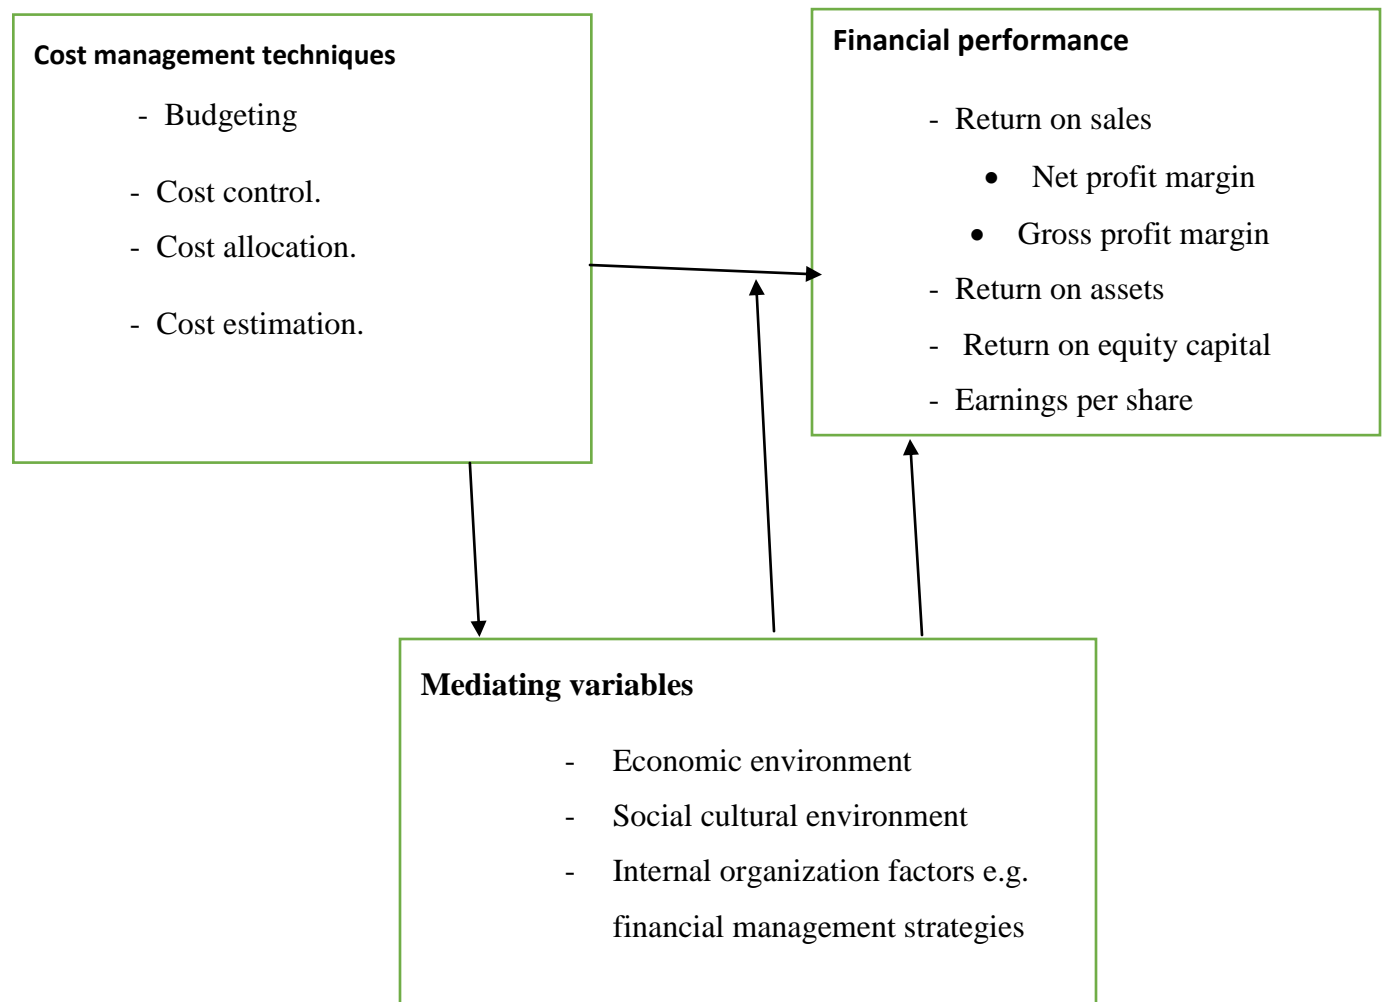 Cost management techniques
- Budgeting
- Cost control.
- Cost allocation.
- Cost estimation.
Financial performance
- Return on sales
• Net profit margin
• Gross profit margin
- Return on assets
- Return on equity capital
- Earnings per share
Mediating variables
- Economic environment
- Social cultural environment
- Internal organization factors e.g.
financial management strategies